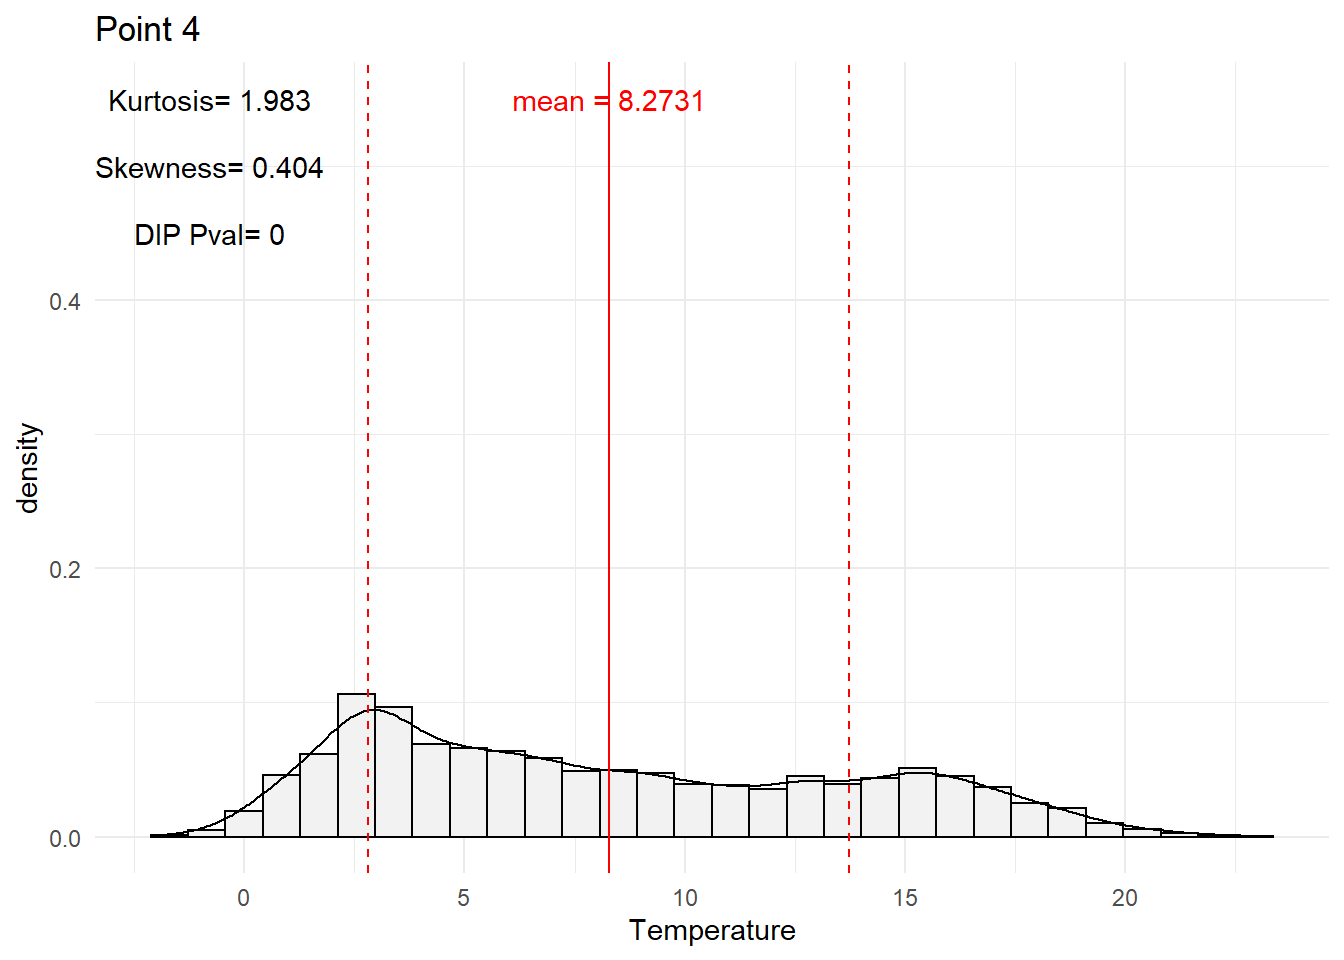 Point 4
Kurtosis= 1.983
mean = 8.2731
Skewness= 0.404
DIP Pval= 0
0.4
0.2
0.0
density
0
5
10
15
20
Temperature